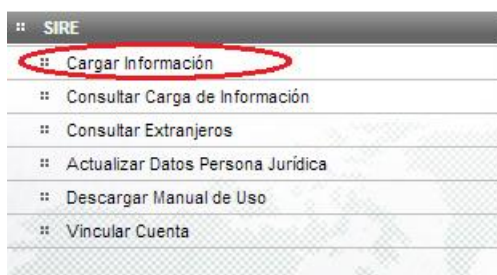 SIRE
Cargar Información
Consultar Carga de Información
Consultar Extranjeros
Actualizar Datos Persona Jurídica
Descargar Manual de Uso
Vincular Cuenta